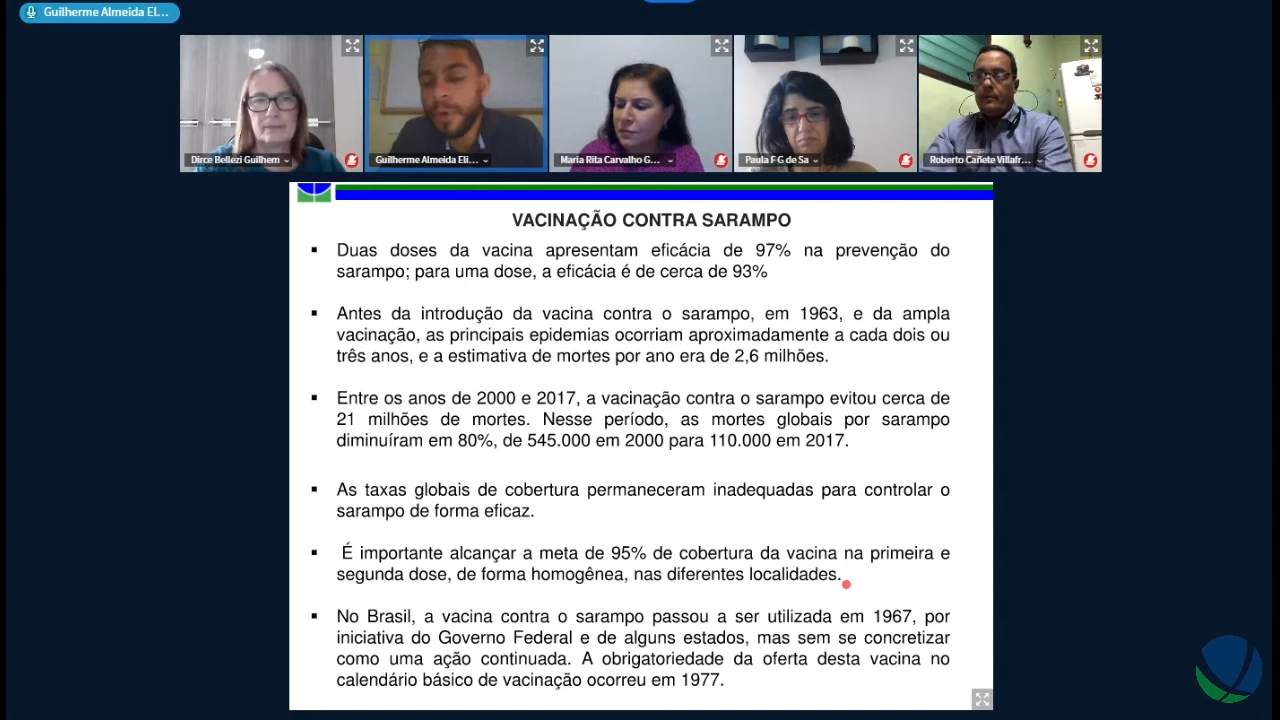 Guilherme Almeida El...
Dirce Bellezi Guilhem
Guilherme Almeida Eli...
Maria Rita Carvalho G...
Paula F G de Sa
Roberto Cañete Villafr...
VACINAÇÃO CONTRA SARAMPO
▪ Duas doses da vacina apresentam eficácia de 97% na prevenção do
sarampo; para uma dose, a eficácia é de cerca de 93%
▪ Antes da introdução da vacina contra o sarampo, em 1963, e da ampla
vacinação, as principais epidemias ocorriam aproximadamente a cada dois ou
três anos, e a estimativa de mortes por ano era de 2,6 milhões.
▪ Entre os anos de 2000 e 2017, a vacinação contra o sarampo evitou cerca de
21 milhões de mortes. Nesse período, as mortes globais por sarampo
diminuíram em 80%, de 545.000 em 2000 para 110.000 em 2017.
▪ As taxas globais de cobertura permaneceram inadequadas para controlar o
sarampo de forma eficaz.
▪ É importante alcançar a meta de 95% de cobertura da vacina na primeira e
segunda dose, de forma homogênea, nas diferentes localidades.
▪ No Brasil, a vacina contra o sarampo passou a ser utilizada em 1967, por
iniciativa do Governo Federal e de alguns estados, mas sem se concretizar
como uma ação continuada. A obrigatoriedade da oferta desta vacina no
calendário básico de vacinação ocorreu em 1977.